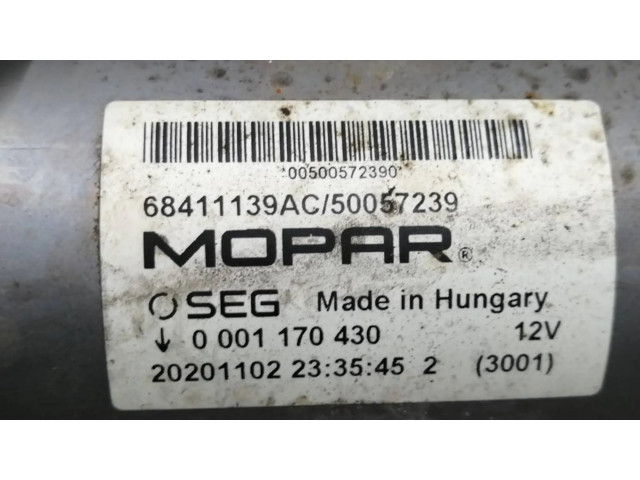 00500572390
68411139AC/50057239
MOPAR®
SEG Made in Hungary
↓ 0 001 170 430 12V
20201102 23:35:45 2 (3001)